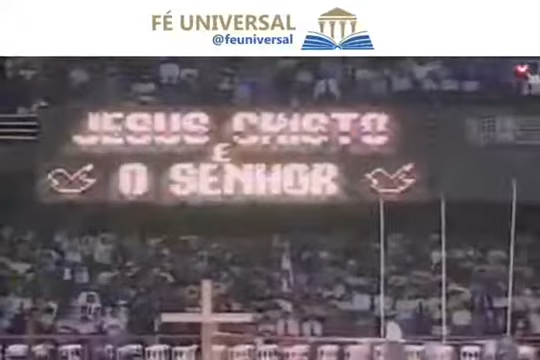 FÉ UNIVERSAL
@feuniversal
JESUS CRISTO
É
O SENHOR